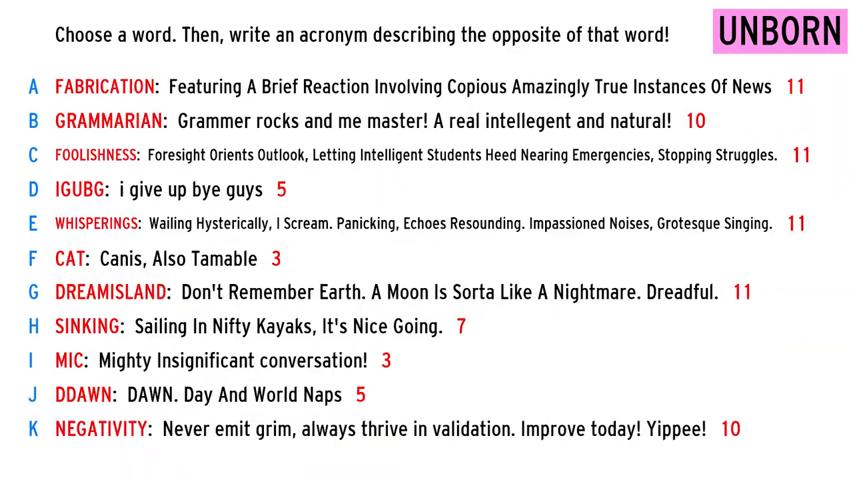 Choose a word. Then, write an acronym describing the opposite of that word!
UNBORN
A FABRICATION: Featuring A Brief Reaction Involving Copious Amazingly True Instances Of News 11
B GRAMMARIAN: Grammer rocks and me master! A real intellegent and natural! 10
C FOOLISHNESS: Foresight Orients Outlook, Letting Intelligent Students Heed Nearing Emergencies, Stopping Struggles. 11
D IGUBG: i give up bye guys 5
E WHISPERINGS: Wailing Hysterically, I Scream. Panicking, Echoes Resounding. Impassioned Noises, Grotesque Singing. 11
F CAT: Canis, Also Tamable 3
G DREAMISLAND: Don't Remember Earth. A Moon Is Sorta Like A Nightmare. Dreadful. 11
H SINKING: Sailing In Nifty Kayaks, It's Nice Going. 7
I MIC: Mighty Insignificant conversation! 3
J DDAWN: DAWN. Day And World Naps 5
K NEGATIVITY: Never emit grim, always thrive in validation. Improve today! Yippee! 10